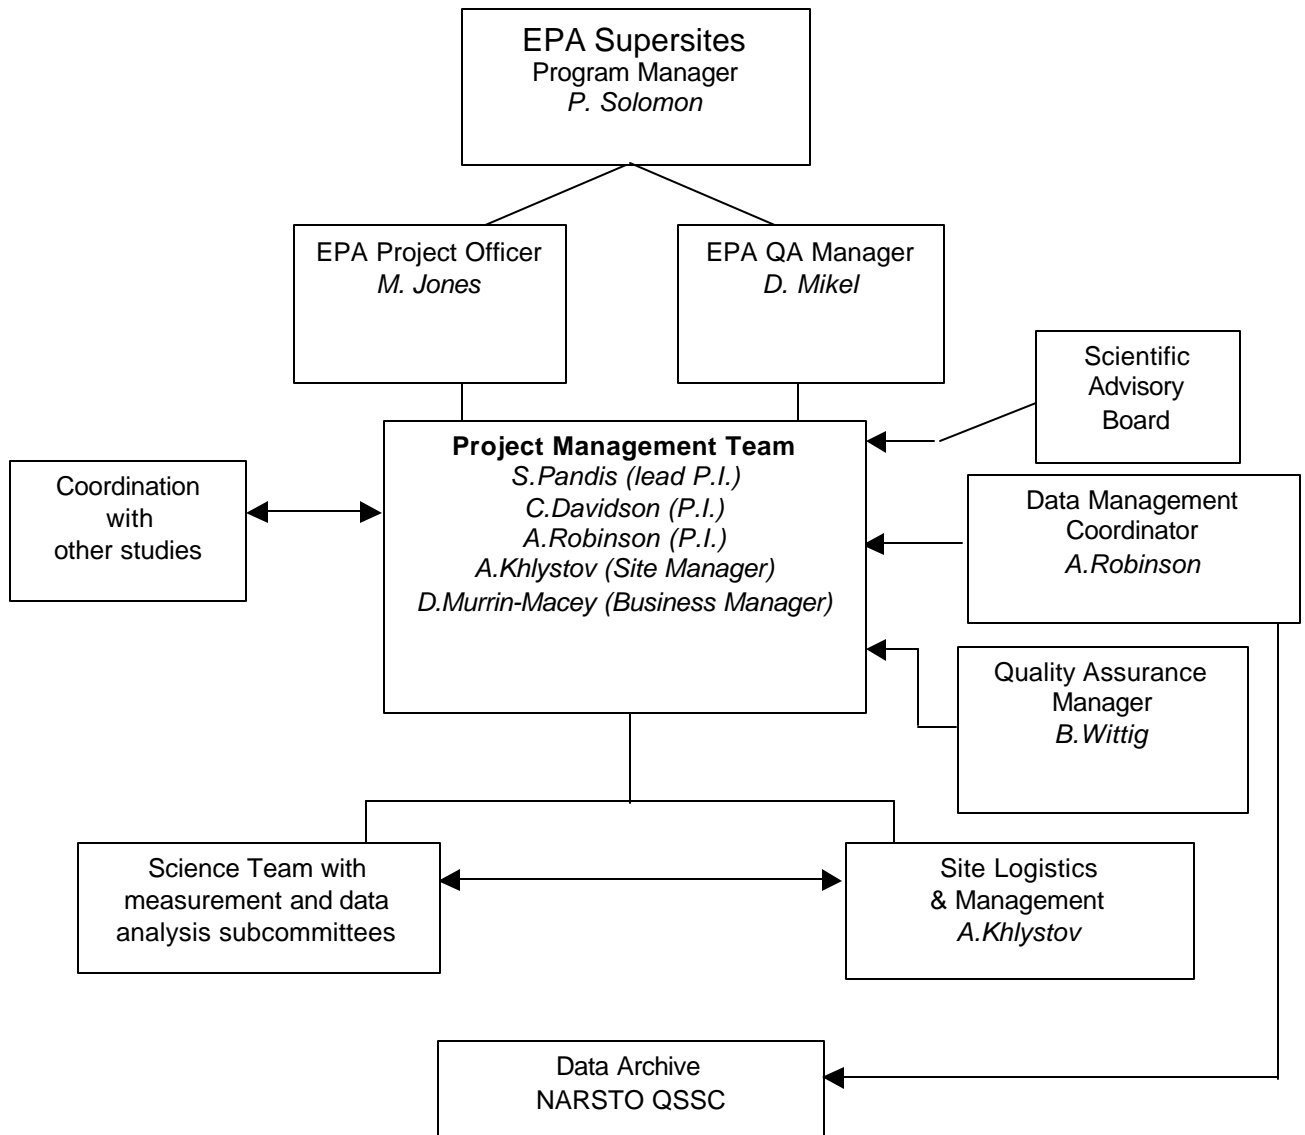 EPA Supersites
Program Manager
P. Solomon
EPA Project Officer
M. Jones
EPA QA Manager
D. Mikel
Scientific
Advisory
Board
Project Management Team
S.Pandis (lead P.I.)
C.Davidson (P.I.)
A.Robinson (P.I.)
A.Khlystov (Site Manager)
D.Murrin-Macey (Business Manager)
Coordination
with
other studies
Data Management
Coordinator
A.Robinson
Quality Assurance
Manager
B.Wittig
Science Team with
measurement and data
analysis subcommittees
Site Logistics
& Management
A.Khlystov
Data Archive
NARSTO QSSC